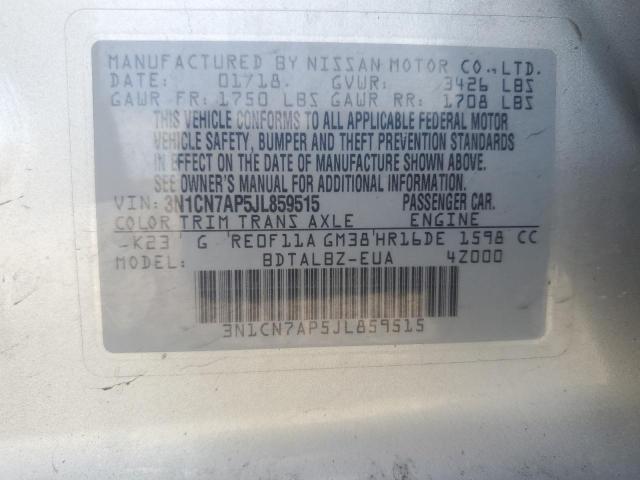 MANUFACTURED BY NISSAN MOTOR CO.,LTD.
DATE: 01/18. GVWR: 3426 LBS
GAWR FR: 1750 LBS GAWR RR: 1708 LBS
THIS VEHICLE CONFORMS TO ALL APPLICABLE FEDERAL MOTOR
VEHICLE SAFETY, BUMPER AND THEFT PREVENTION STANDARDS
IN EFFECT ON THE DATE OF MANUFACTURE SHOWN ABOVE.
SEE OWNER'S MANUAL FOR ADDITIONAL INFORMATION.
VIN: 3N1CN7AP5JL859515 PASSENGER CAR.
COLOR TRIM TRANS AXLE ENGINE
-K23 G RE0F11A GM38 HR16DE 1598 CC
MODEL: BDTALBZ-EUA 4Z000
3N1CN7AP5JL859515